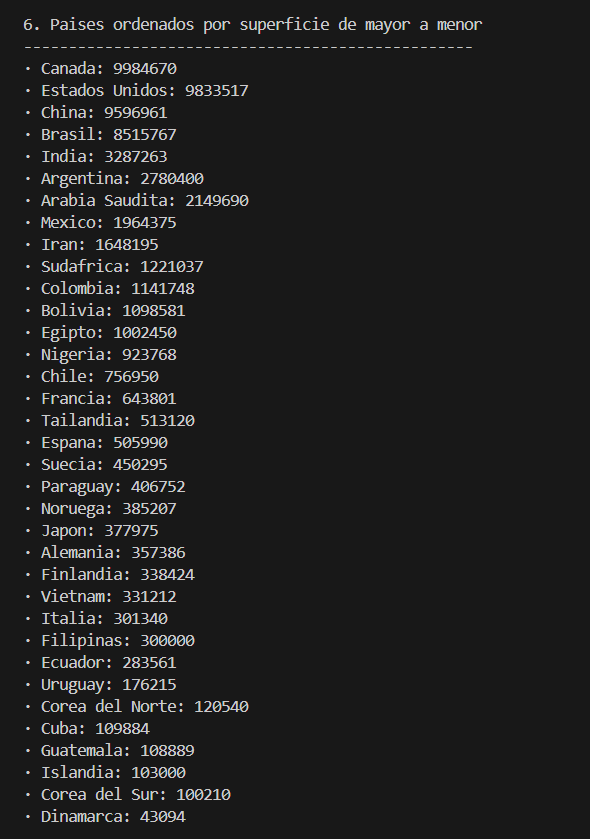 6. Paises ordenados por superficie de mayor a menor
--------------------------------------------------
· Canada: 9984670
· Estados Unidos: 9833517
· China: 9596961
· Brasil: 8515767
· India: 3287263
· Argentina: 2780400
· Arabia Saudita: 2149690
· Mexico: 1964375
· Iran: 1648195
· Sudafrica: 1221037
· Colombia: 1141748
· Bolivia: 1098581
· Egipto: 1002450
· Nigeria: 923768
· Chile: 756950
· Francia: 643801
· Tailandia: 513120
· Espana: 505990
· Suecia: 450295
· Paraguay: 406752
· Noruega: 385207
· Japon: 377975
· Alemania: 357386
· Finlandia: 338424
· Vietnam: 331212
· Italia: 301340
· Filipinas: 300000
· Ecuador: 283561
· Uruguay: 176215
· Corea del Norte: 120540
· Cuba: 109884
· Guatemala: 108889
· Islandia: 103000
· Corea del Sur: 100210
· Dinamarca: 43094